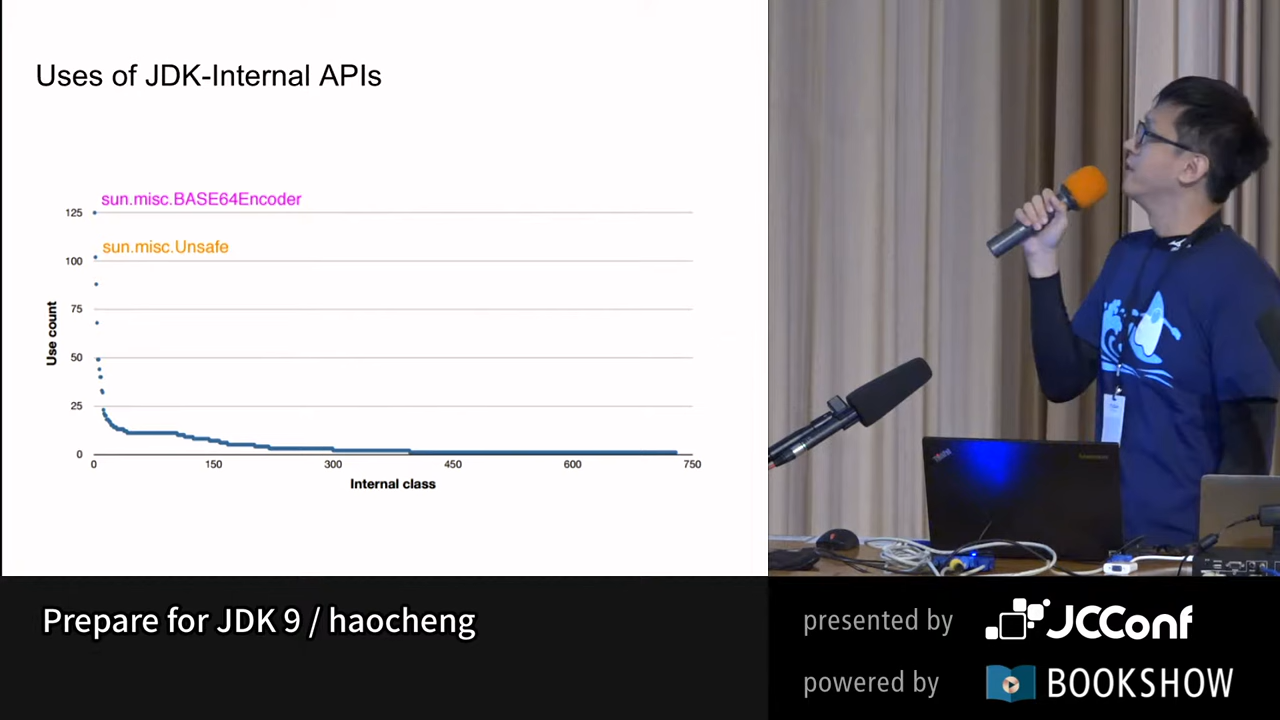 Uses of JDK-Internal APIs
sun.misc.BASE64Encoder
125
sun.misc.Unsafe
100
75
50
25
0
Use count
0 150 300 450 600 750
Internal class
Prepare for JDK 9 / haocheng
presented by JCConf
powered by BOOKSHOW